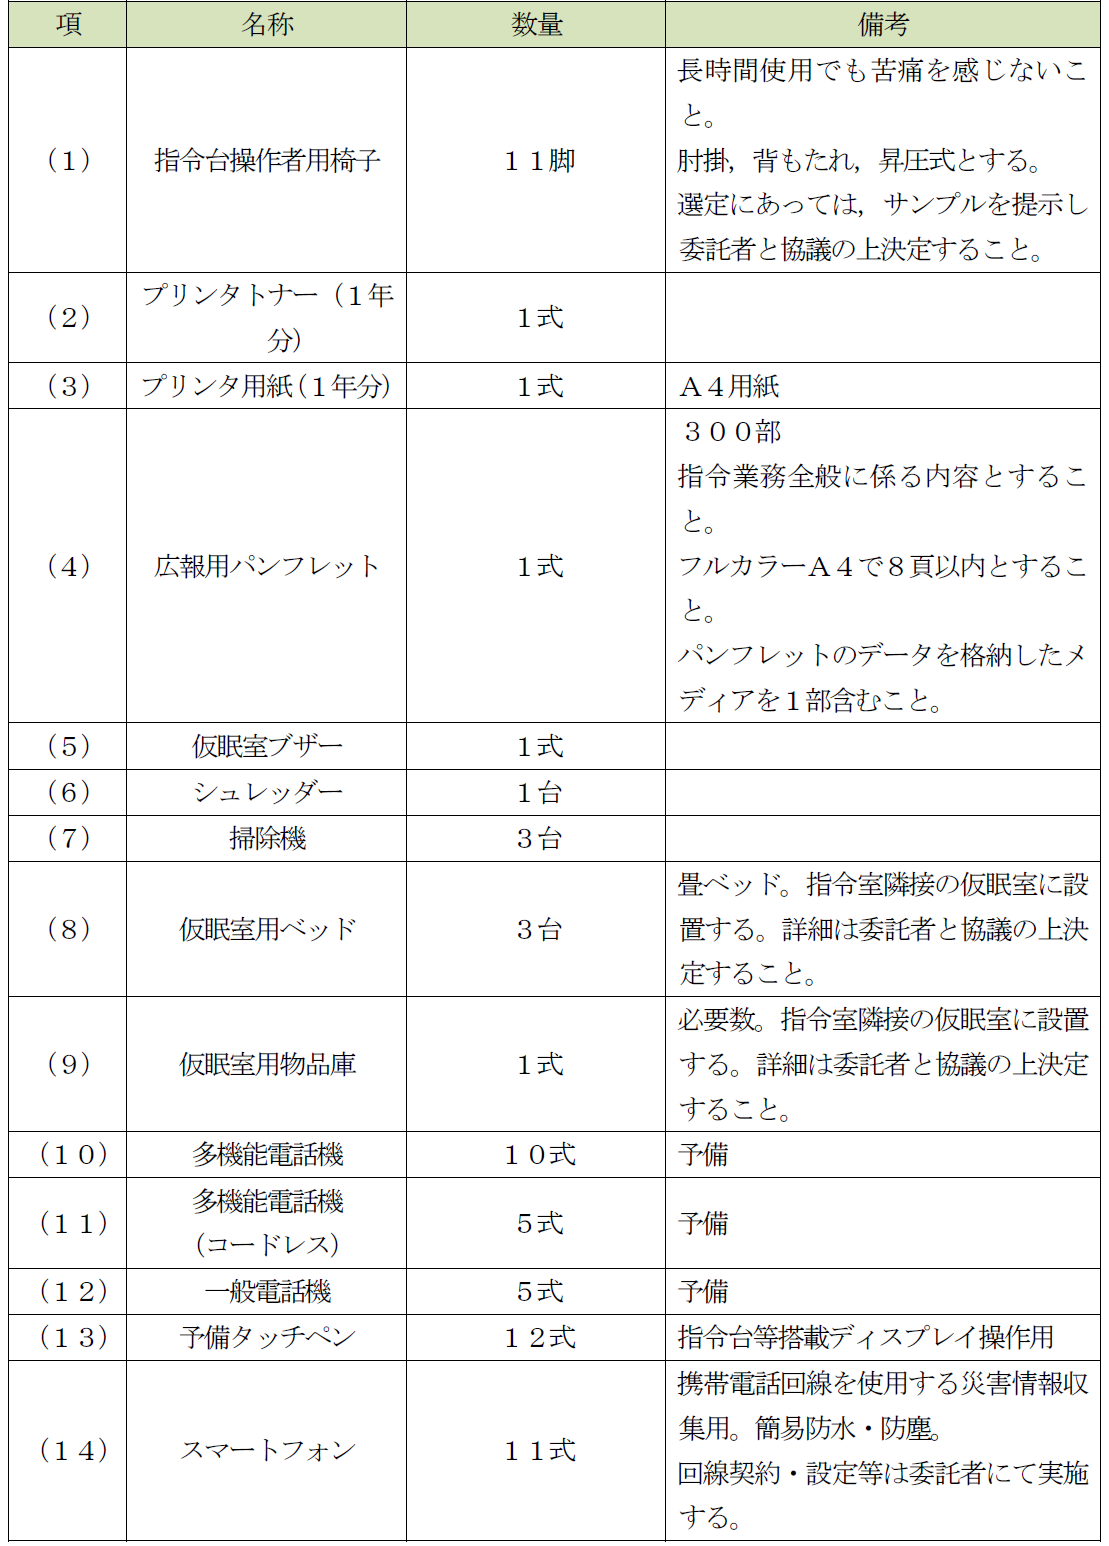 項 名称 数量 備考
（１） 指令台操作者用椅子 １１脚 長時間使用でも苦痛を感じないこ
と。
肘掛，背もたれ，昇圧式とする。
選定にあっては，サンプルを提示し
委託者と協議の上決定すること。
（２） プリンタトナー（１年
分） １式
（３） プリンタ用紙（１年分） １式 Ａ４用紙
（４） 広報用パンフレット １式 ３００部
指令業務全般に係る内容とするこ
と。
フルカラーＡ４で８頁以内とするこ
と。
パンフレットのデータを格納したメ
ディアを１部含むこと。
（５） 仮眠室ブザー １式
（６） シュレッダー １台
（７） 掃除機 ３台
（８） 仮眠室用ベッド ３台 畳ベッド。指令室隣接の仮眠室に設
置する。詳細は委託者と協議の上決
定すること。
（９） 仮眠室用物品庫 １式 必要数。指令室隣接の仮眠室に設置
する。詳細は委託者と協議の上決定
すること。
（１０） 多機能電話機 １０式 予備
（１１） 多機能電話機
（コードレス） ５式 予備
（１２） 一般電話機 ５式 予備
（１３） 予備タッチペン １２式 指令台等搭載ディスプレイ操作用
（１４） スマートフォン １１式 携帯電話回線を使用する災害情報収
集用。簡易防水・防塵。
回線契約・設定等は委託者にて実施
する。